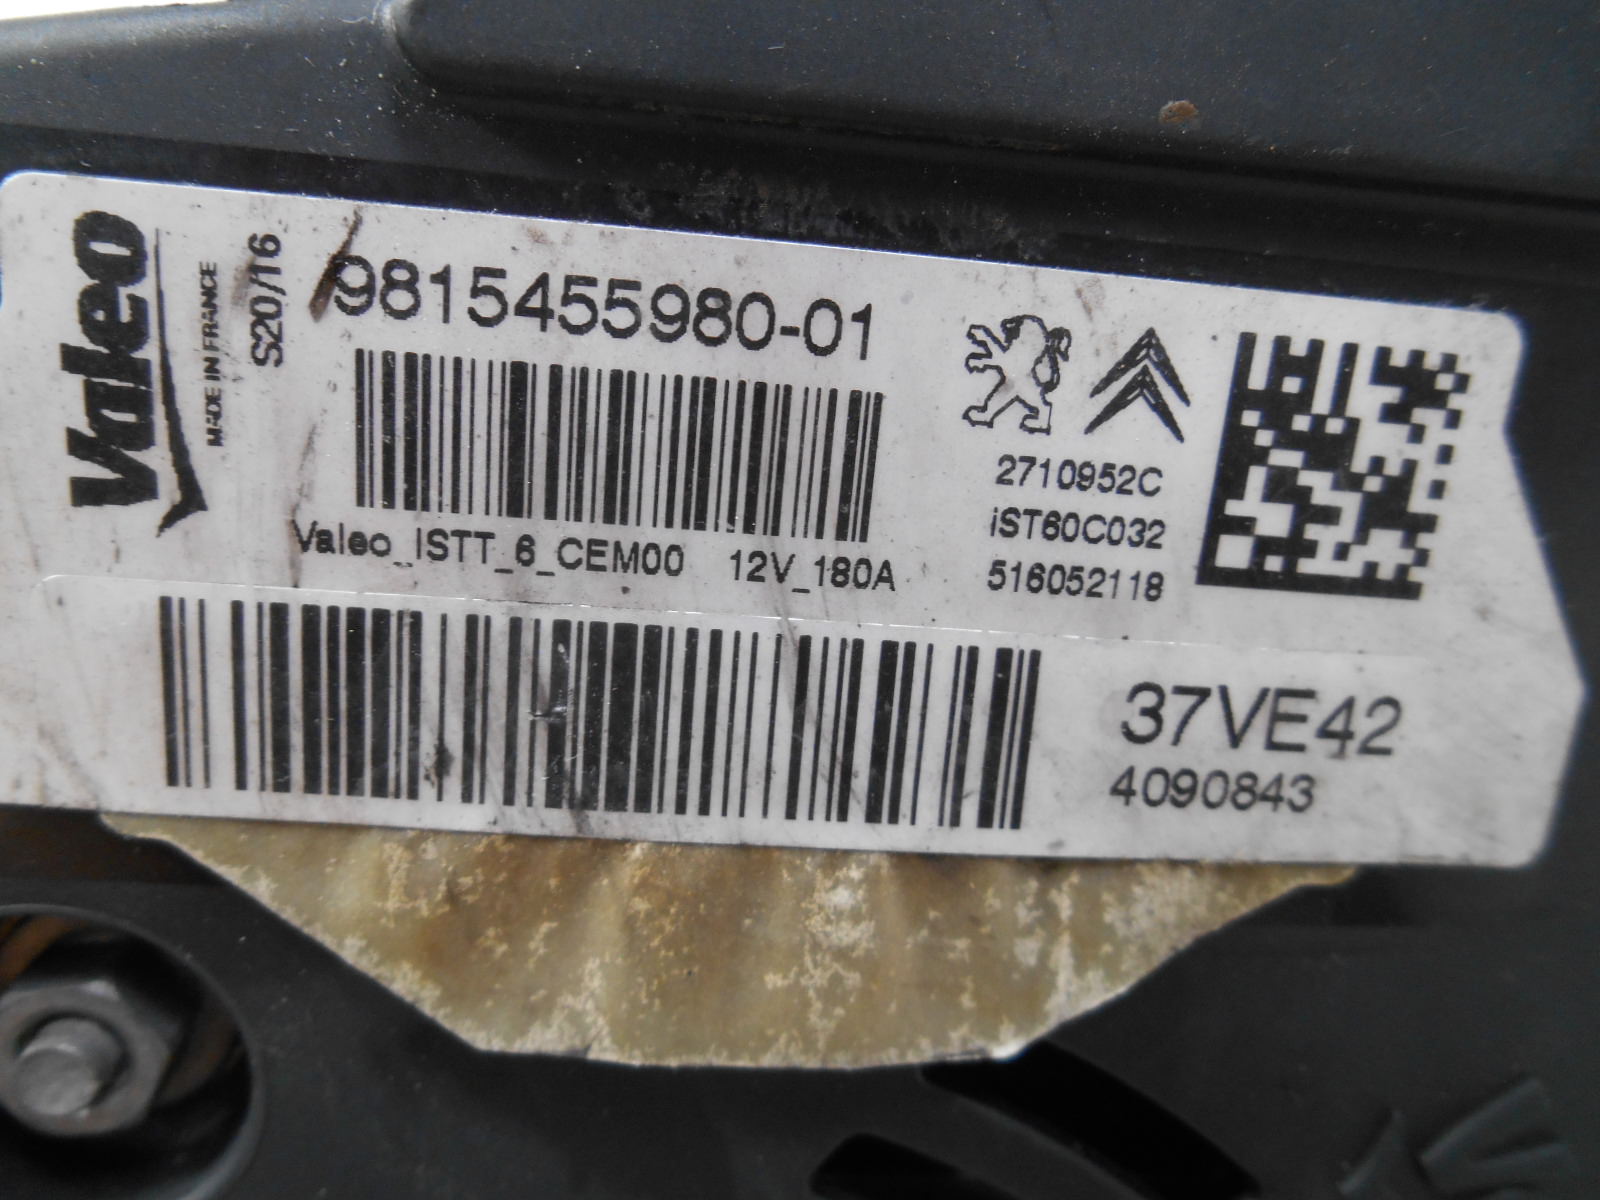 Valeo
MADE IN FRANCE
S20/16
9815455980-01
2710952C
iST60C032
516052118
Valeo_ISTT_6_CEM00 12V_180A
37VE42
4090843